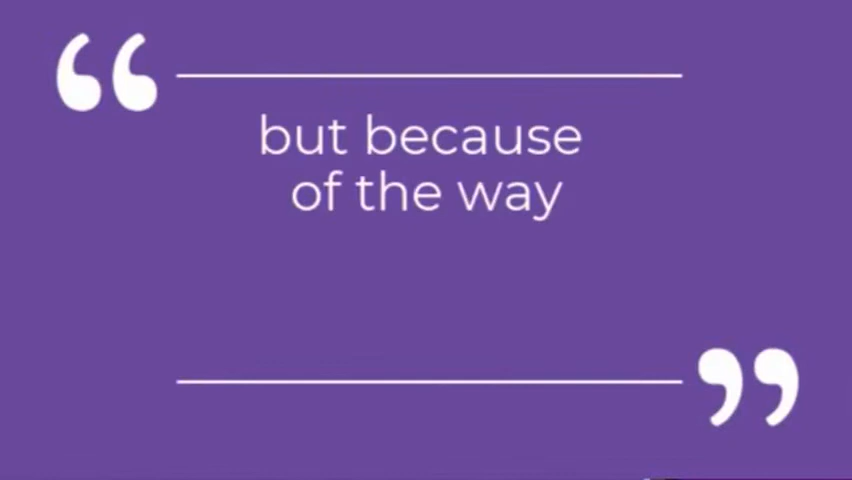 “
but because
of the way
”